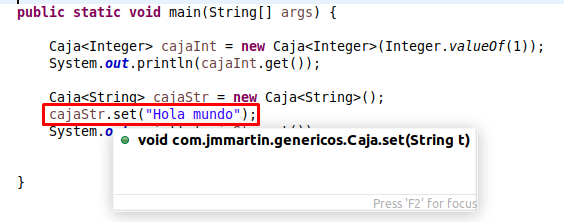 public static void main(String[] args) {
Caja<Integer> cajaInt = new Caja<Integer>(Integer.valueOf(1));
System.out.println(cajaInt.get());
Caja<String> cajaStr = new Caja<String>();
cajaStr.set("Hola mundo");
void com.jmmartin.genericos.Caja.set(String t)
Press 'F2' for focus
}